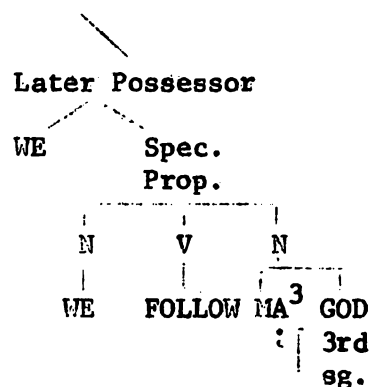 Later Possessor
WE Spec.
Prop.
N V N
WE FOLLOW MA³ GOD
3rd
sg.